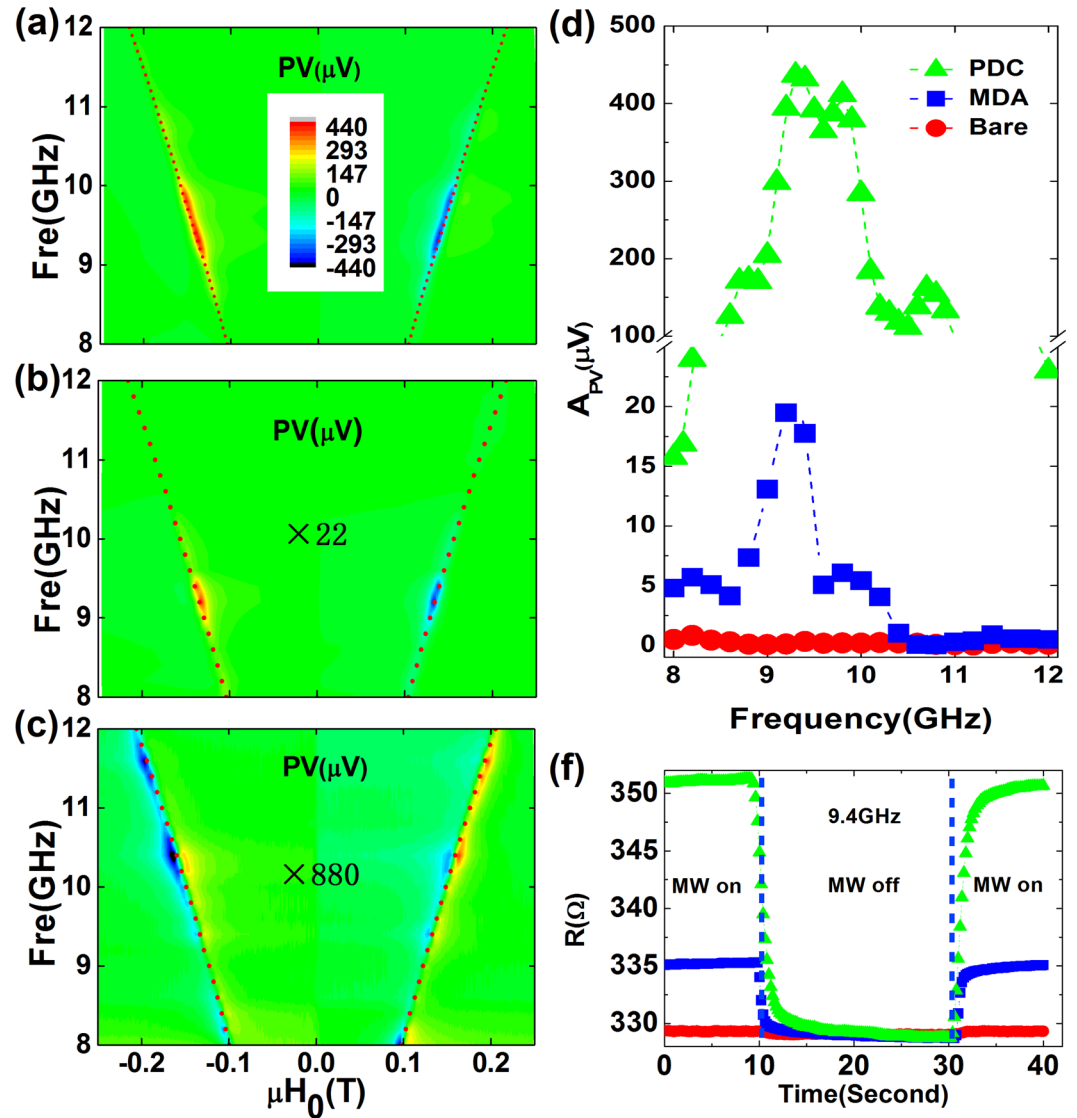 (a)
12
11
10
9
8
Fre(GHz)
PV(μV)
440
293
147
0
-147
-293
-440
(b)
12
11
10
9
8
Fre(GHz)
PV(μV)
×22
(c)
12
11
10
9
8
Fre(GHz)
PV(μV)
×880
-0.2 -0.1 0.0 0.1 0.2
μH0(T)
(d)
500
400
300
200
100
20
15
10
5
0
APV(μV)
PDC
MDA
Bare
8 9 10 11 12
Frequency(GHz)
(f)
350
345
340
335
330
R(Ω)
9.4GHz
MW on MW off MW on
0 10 20 30 40
Time(Second)